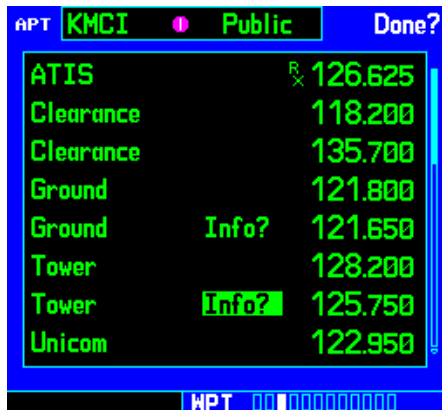 APT KMCI Public Done?
ATIS Rx 126.625
Clearance 118.200
Clearance 135.700
Ground 121.800
Ground Info? 121.650
Tower 128.200
Tower Info? 125.750
Unicom 122.950
WPT